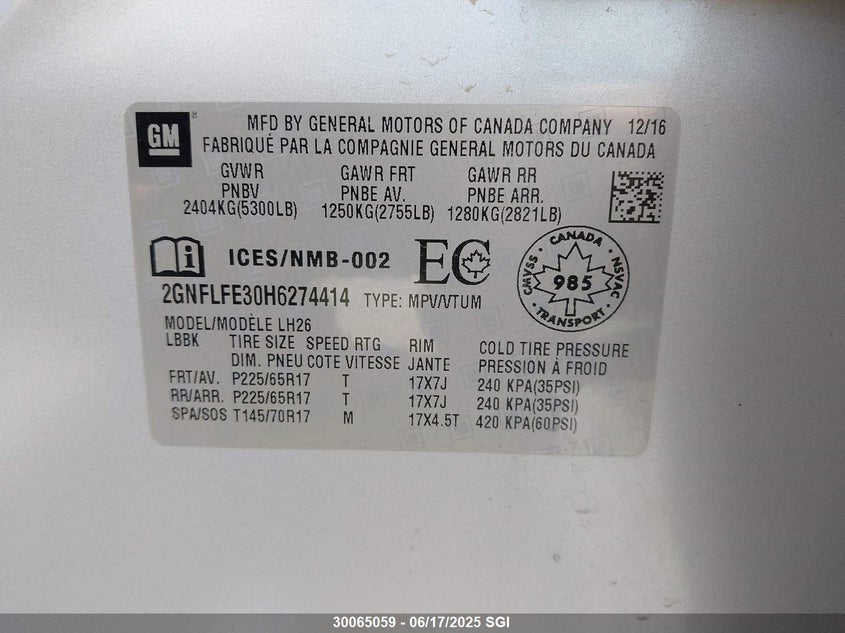 GM
MFD BY GENERAL MOTORS OF CANADA COMPANY 12/16
FABRIQUÉ PAR LA COMPAGNIE GENERAL MOTORS DU CANADA
GVWR GAWR FRT GAWR RR
PNBV PNBE AV. PNBE ARR.
2404KG(5300LB) 1250KG(2755LB) 1280KG(2821LB)
ICES/NMB-002 EC
CANADA
CMVSS 985 NSVAC
TRANSPORT
2GNFLFE30H6274414 TYPE: MPV/VTUM
MODEL/MODÈLE LH26
LBBK TIRE SIZE SPEED RTG RIM COLD TIRE PRESSURE
DIM. PNEU COTE VITESSE JANTE PRESSION À FROID
FRT/AV. P225/65R17 T 17X7J 240 KPA(35PSI)
RR/ARR. P225/65R17 T 17X7J 240 KPA(35PSI)
SPA/SOS T145/70R17 M 17X4.5T 420 KPA(60PSI)
30065059 - 06/17/2025 SGI